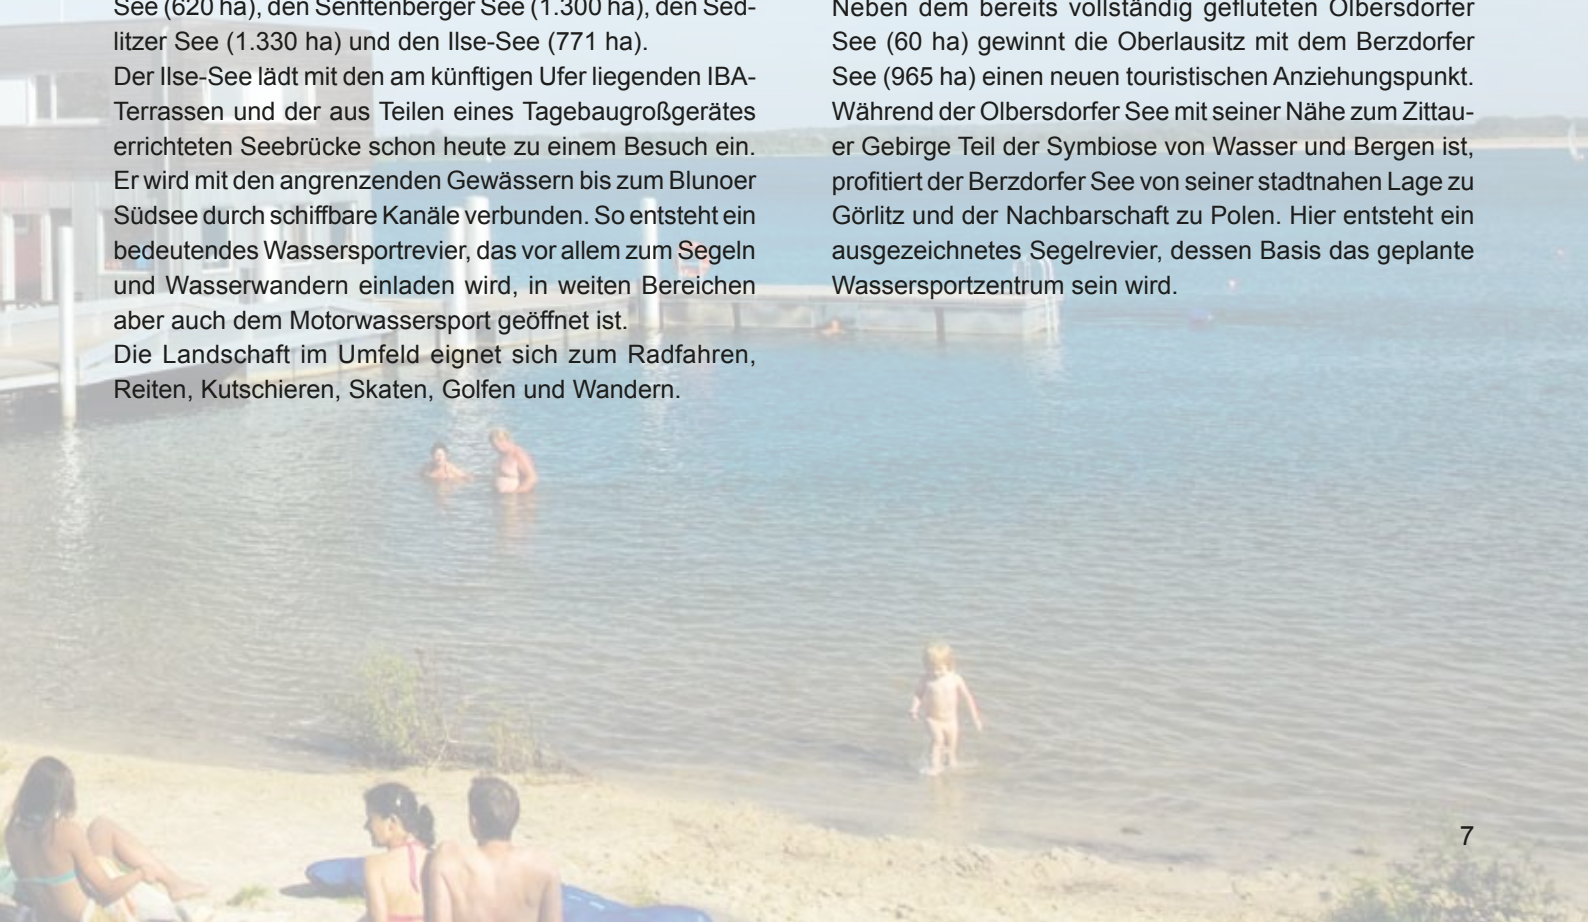 See (620 ha), den Senftenberger See (1.300 ha), den Sed-
litzer See (1.330 ha) und den Ilse-See (771 ha).
Der Ilse-See lädt mit den am künftigen Ufer liegenden IBA-
Terrassen und der aus Teilen eines Tagebaugroßgerätes
errichteten Seebrücke schon heute zu einem Besuch ein.
Er wird mit den angrenzenden Gewässern bis zum Blunoer
Südsee durch schiffbare Kanäle verbunden. So entsteht ein
bedeutendes Wassersportrevier, das vor allem zum Segeln
und Wasserwandern einladen wird, in weiten Bereichen
aber auch dem Motorwassersport geöffnet ist.
Die Landschaft im Umfeld eignet sich zum Radfahren,
Reiten, Kutschieren, Skaten, Golfen und Wandern.
Neben dem bereits vollständig gefluteten Olbersdorfer
See (60 ha) gewinnt die Oberlausitz mit dem Berzdorfer
See (965 ha) einen neuen touristischen Anziehungspunkt.
Während der Olbersdorfer See mit seiner Nähe zum Zittau-
er Gebirge Teil der Symbiose von Wasser und Bergen ist,
profitiert der Berzdorfer See von seiner stadtnahen Lage zu
Görlitz und der Nachbarschaft zu Polen. Hier entsteht ein
ausgezeichnetes Segelrevier, dessen Basis das geplante
Wassersportzentrum sein wird.
7